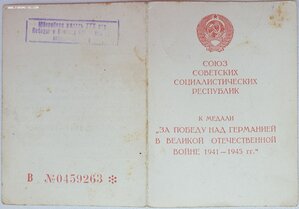 В №0459263 *
СОЮЗ
СОВЕТСКИХ
СОЦИАЛИСТИЧЕСКИХ
РЕСПУБЛИК
К МЕДАЛИ
"ЗА ПОБЕДУ НАД ГЕРМАНИЕЙ
В ВЕЛИКОЙ ОТЕЧЕСТВЕННОЙ
ВОЙНЕ 1941—1945 гг."